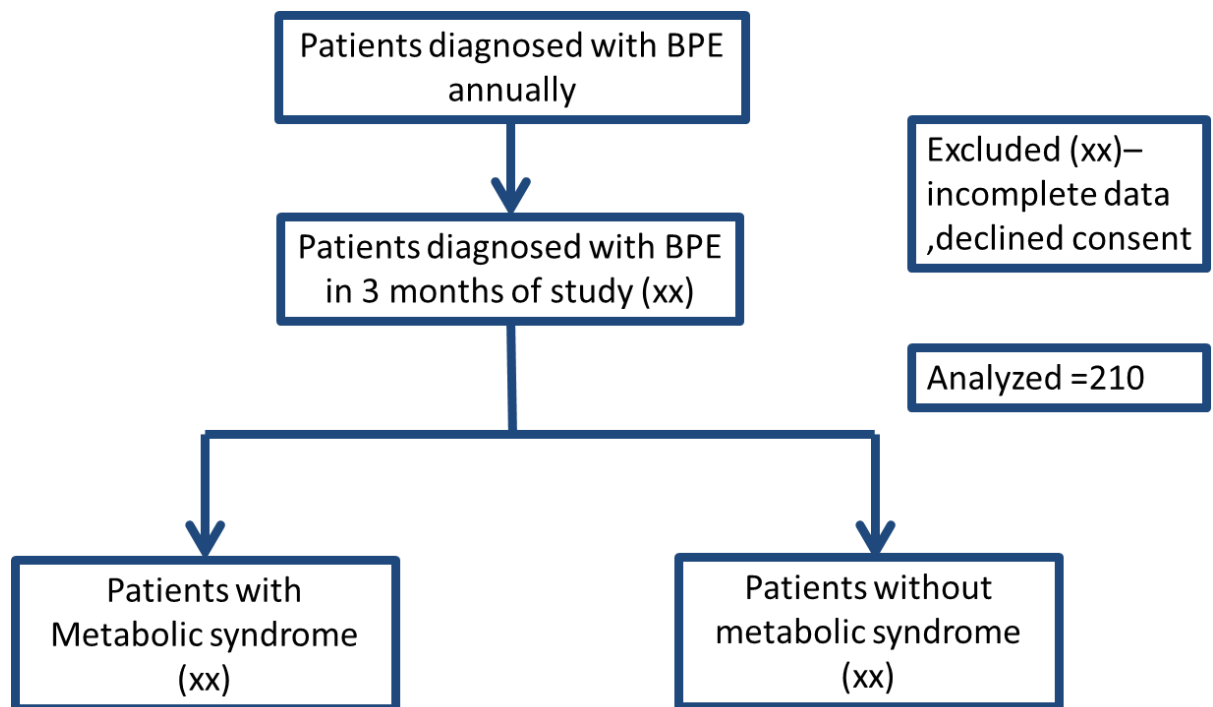 Patients diagnosed with BPE
annually
Excluded (xx)–
incomplete data
,declined consent
Patients diagnosed with BPE
in 3 months of study (xx)
Analyzed =210
Patients with
Metabolic syndrome
(xx)
Patients without
metabolic syndrome
(xx)